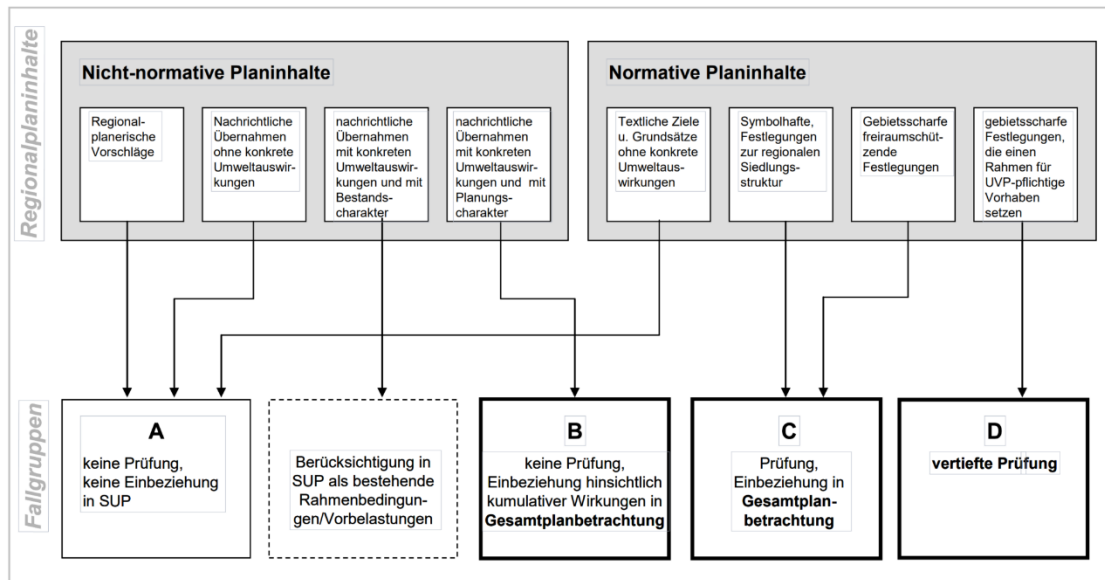 Regionalplaninhalte
Nicht-normative Planinhalte
Regional-
planerische
Vorschläge
Nachrichtliche
Übernahmen
ohne konkrete
Umweltauswir-
kungen
nachrichtliche
Übernahmen
mit konkreten
Umweltauswir-
kungen und mit
Bestands-
charakter
nachrichtliche
Übernahmen
mit konkreten
Umweltauswir-
kungen und mit
Planungs-
charakter
Normative Planinhalte
Textliche Ziele
u. Grundsätze
ohne konkrete
Umweltaus-
wirkungen
Symbolhafte,
Festlegungen
zur regionalen
Siedlungs-
struktur
Gebietsscharfe
freiraumschüt-
zende
Festlegungen
gebietsscharfe
Festlegungen,
die einen
Rahmen für
UVP-pflichtige
Vorhaben
setzen
Fallgruppen
A
keine Prüfung,
keine Einbeziehung
in SUP
Berücksichtigung in
SUP als bestehende
Rahmenbedingun-
gen/Vorbelastungen
B
keine Prüfung,
Einbeziehung hinsichtlich
kumulativer Wirkungen in
Gesamtplanbetrachtung
C
Prüfung,
Einbeziehung in
Gesamtplan-
betrachtung
D
vertiefte Prüfung